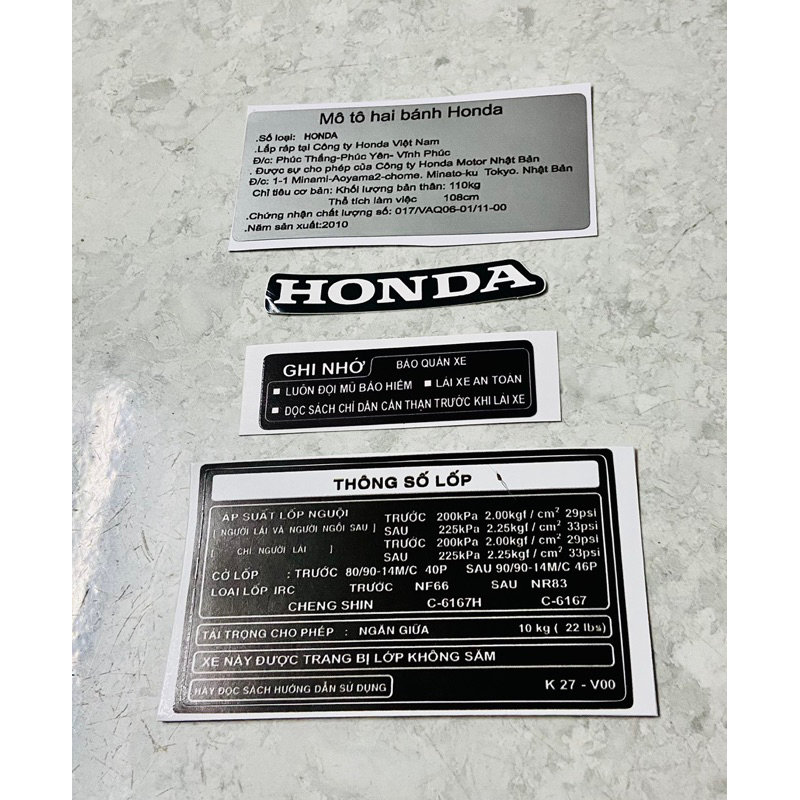 Mô tô hai bánh Honda
.Số loại: HONDA
.Lắp ráp tại Công ty Honda Việt Nam
Đ/c: Phúc Thắng-Phúc Yên- Vĩnh Phúc
. Được sự cho phép của Công ty Honda Motor Nhật Bản
Đ/c: 1-1 Minami-Aoyama2-chome. Minato-ku Tokyo. Nhật Bản
Chỉ tiêu cơ bản: Khối lượng bản thân: 110kg
Thể tích làm việc 108cm
.Chứng nhận chất lượng số: 017/VAQ06-01/11-00
.Năm sản xuất:2010
HONDA
GHI NHỚ BẢO QUẢN XE
LUÔN ĐỘI MŨ BẢO HIỂM LÁI XE AN TOÀN
ĐỌC SÁCH CHỈ DẪN CẨN THẬN TRƯỚC KHI LÁI XE
THÔNG SỐ LỐP
ÁP SUẤT LỐP NGUỘI TRƯỚC 200kPa 2.00kgf / cm² 29psi
[ NGƯỜI LÁI VÀ NGƯỜI NGỒI SAU ] SAU 225kPa 2.25kgf / cm² 33psi
TRƯỚC 200kPa 2.00kgf / cm² 29psi
[ CHỈ NGƯỜI LÁI ] SAU 225kPa 2.25kgf / cm² 33psi
CỞ LỐP : TRƯỚC 80/90-14M/C 40P SAU 90/90-14M/C 46P
LOẠI LỐP IRC TRƯỚC NF66 SAU NR83
CHENG SHIN C-6167H C-6167
TẢI TRỌNG CHO PHÉP : NGĂN GIỮA 10 kg ( 22 lbs)
XE NÀY ĐƯỢC TRANG BỊ LỚP KHÔNG SĂM
HÃY ĐỌC SÁCH HƯỚNG DẪN SỬ DỤNG K 27 - V00